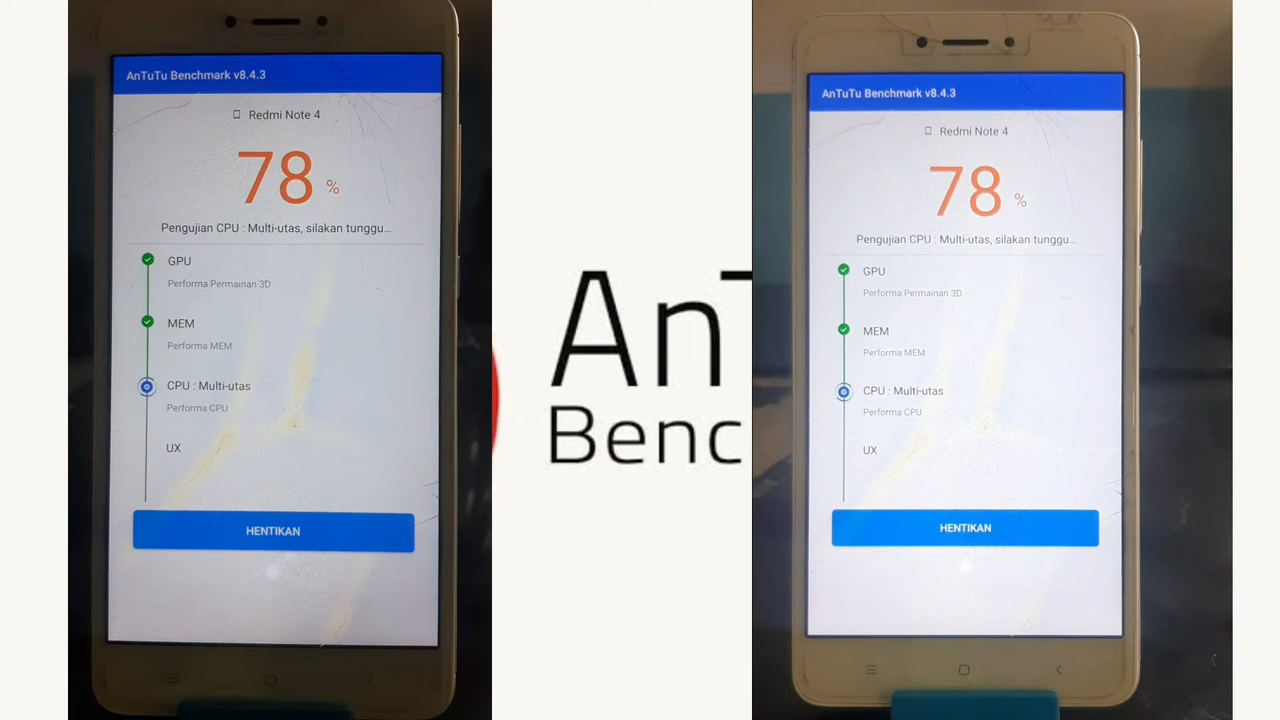 AnTuTu Benchmark v8.4.3
Redmi Note 4
78 %
Pengujian CPU : Multi-utas, silakan tunggu...
GPU
Performa Permainan 3D
MEM
Performa MEM
CPU : Multi-utas
Performa CPU
UX
HENTIKAN
AnT
Benc
AnTuTu Benchmark v8.4.3
Redmi Note 4
78 %
Pengujian CPU : Multi-utas, silakan tunggu...
GPU
Performa Permainan 3D
MEM
Performa MEM
CPU : Multi-utas
Performa CPU
UX
HENTIKAN